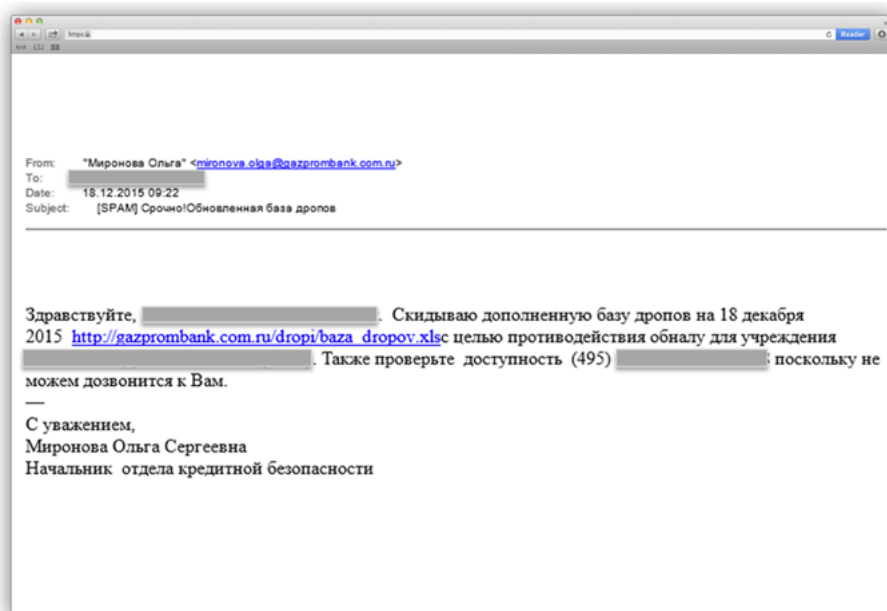 https
Reader
From: "Миронова Ольга" <mironova.olga@gazprombank.com.ru>
To:
Date: 18.12.2015 09:22
Subject: [SPAM] Срочно!Обновленная база дропов
Здравствуйте, . Скидываю дополненную базу дропов на 18 декабря
2015 http://gazprombank.com.ru/dropi/baza_dropov.xlsс целью противодействия обналу для учреждения
. Также проверьте доступность (495) поскольку не
можем дозвонится к Вам.
—
С уважением,
Миронова Ольга Сергеевна
Начальник отдела кредитной безопасности